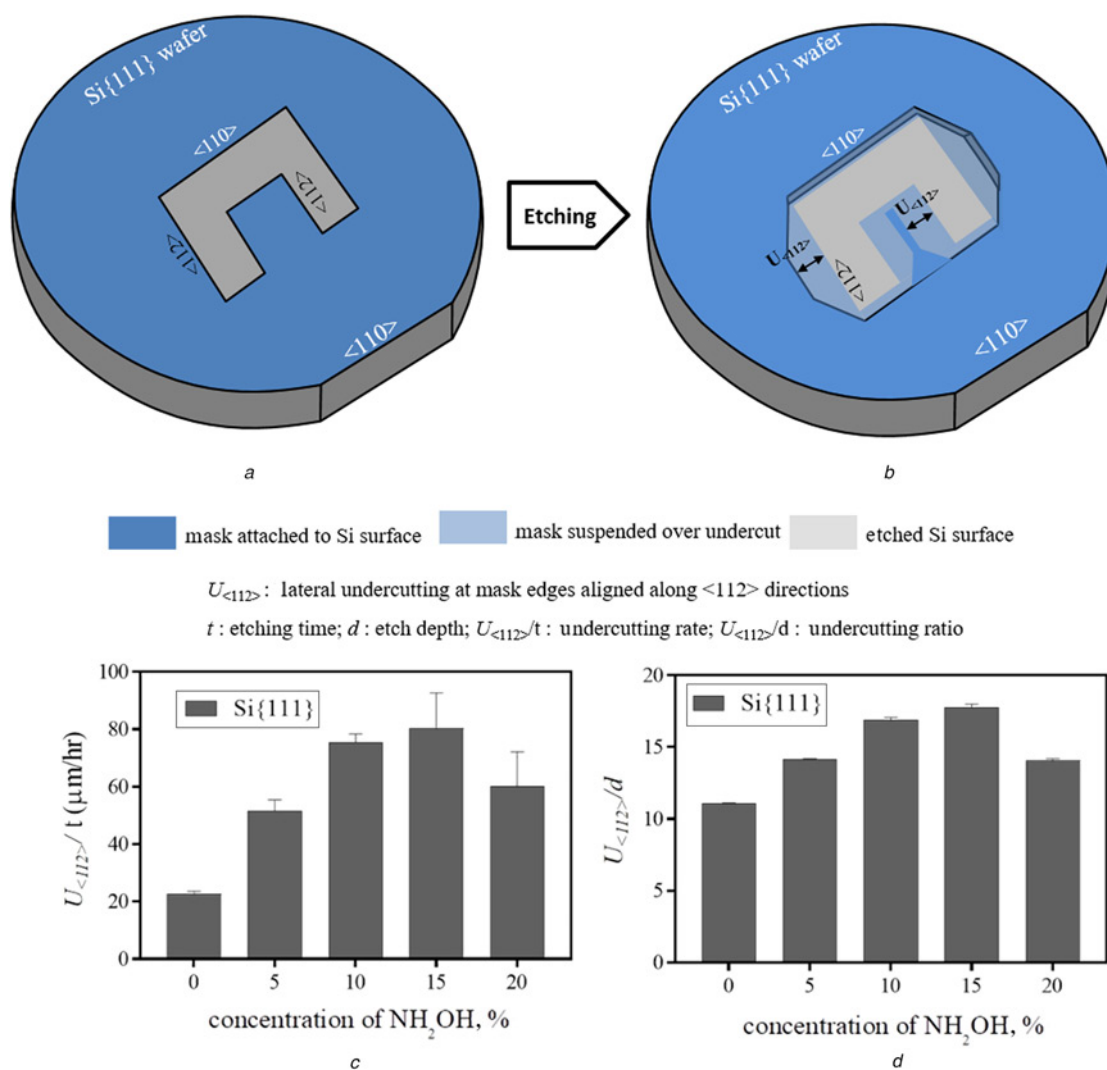 Si{111} wafer
<110>
<112>
<112>
<110>
a
Etching
Si{111} wafer
<110>
U<112>
U<112>
<112>
<110>
b
mask attached to Si surface
mask suspended over undercut
etched Si surface
U<112> : lateral undercutting at mask edges aligned along <112> directions
t : etching time; d : etch depth; U<112>/t : undercutting rate; U<112>/d : undercutting ratio
Si{111}
U<112>/ t (µm/hr)
100
80
60
40
20
0
0 5 10 15 20
concentration of NH₂OH, %
c
Si{111}
U<112>/d
20
15
10
5
0
0 5 10 15 20
concentration of NH₂OH, %
d